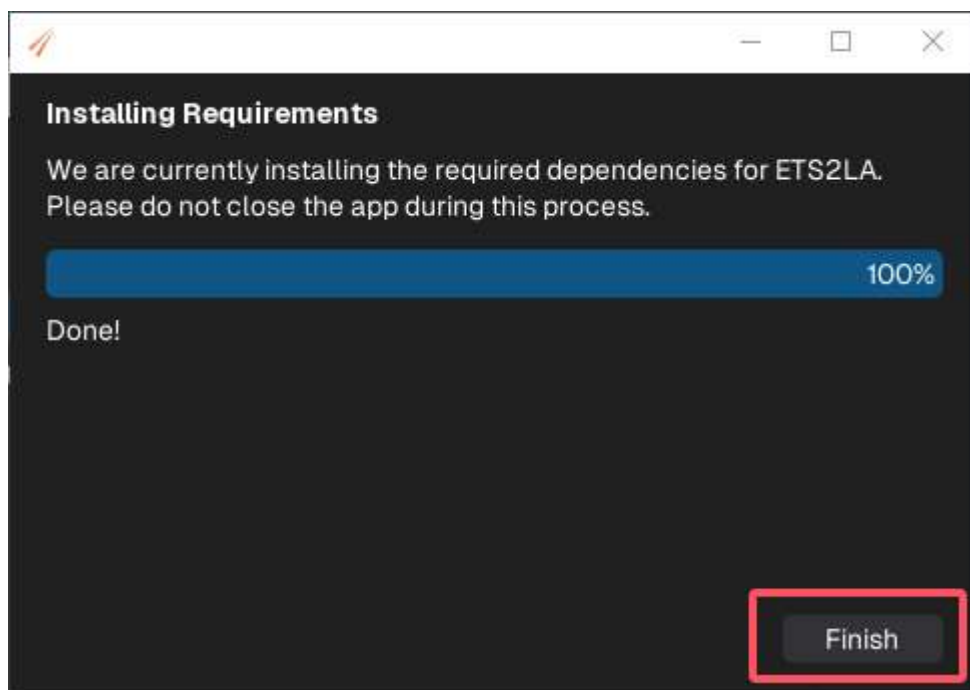 Installing Requirements
We are currently installing the required dependencies for ETS2LA.
Please do not close the app during this process.
100%
Done!
Finish